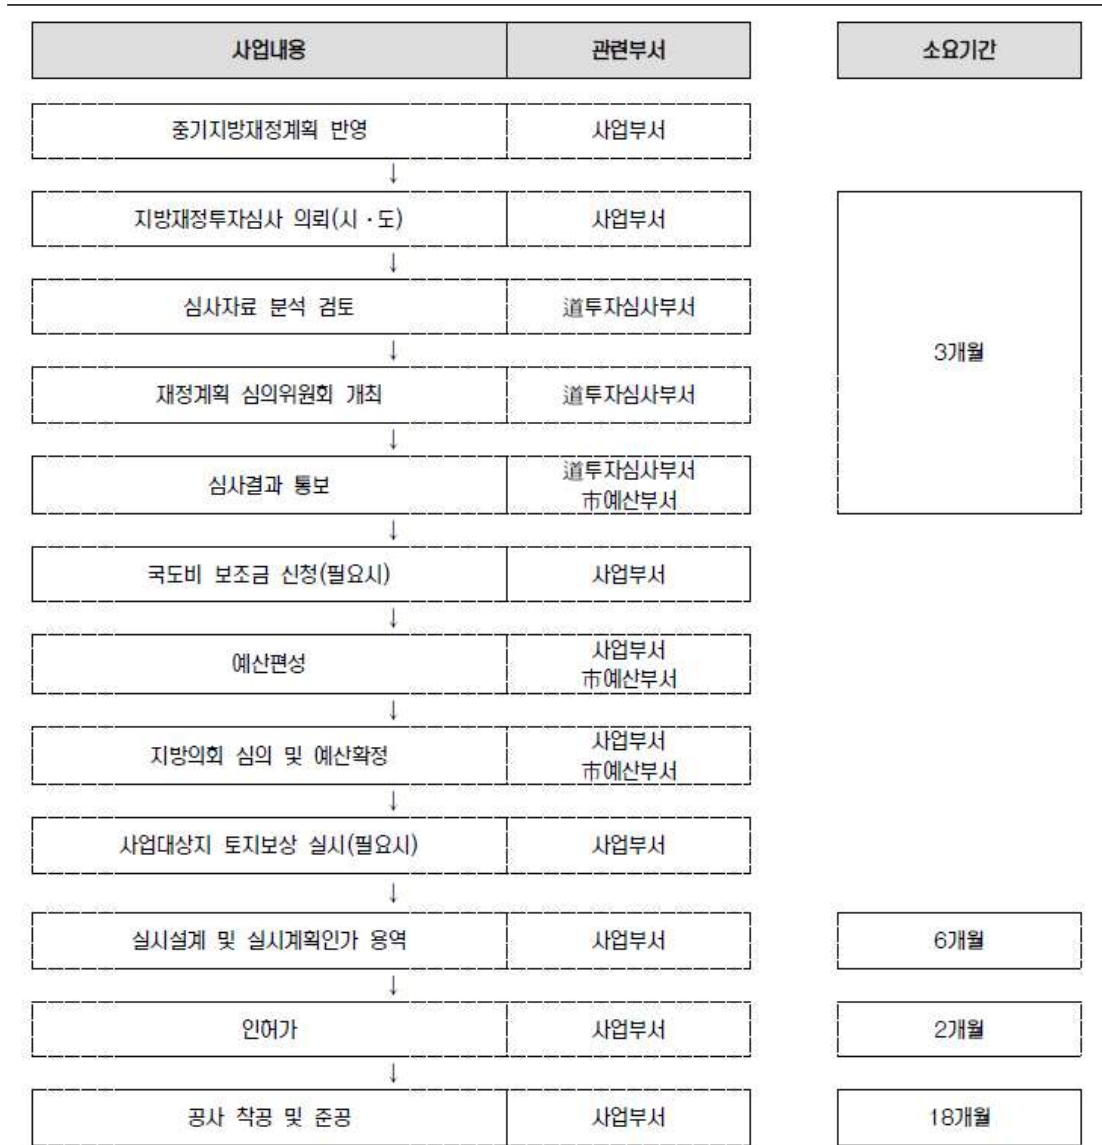 사업내용 관련부서 소요기간
중기지방재정계획 반영 사업부서
↓
지방재정투자심사 의뢰(시·도) 사업부서
↓
심사자료 분석 검토 道투자심사부서
↓
3개월
재정계획 심의위원회 개최 道투자심사부서
↓
심사결과 통보 道투자심사부서
市예산부서
↓
국도비 보조금 신청(필요시) 사업부서
↓
예산편성 사업부서
市예산부서
↓
지방의회 심의 및 예산확정 사업부서
市예산부서
↓
사업대상지 토지보상 실시(필요시) 사업부서
↓
실시설계 및 실시계획인가 용역 사업부서 6개월
↓
인허가 사업부서 2개월
↓
공사 착공 및 준공 사업부서 18개월